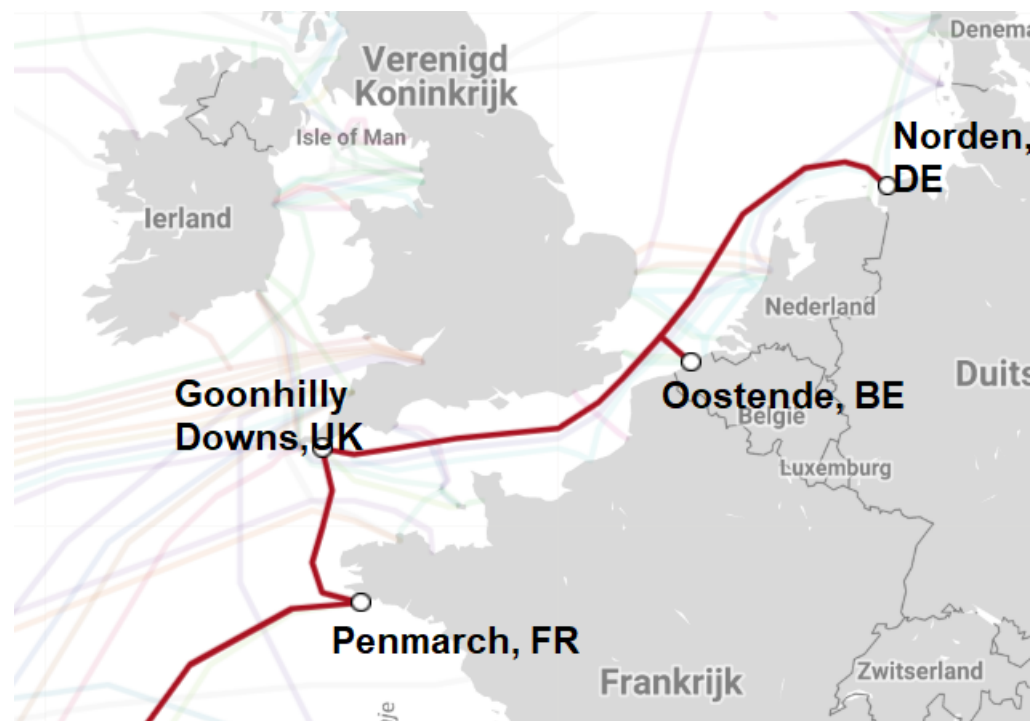 Verenigd
Koninkrijk
Isle of Man
Ierland
Norden,
DE
Nederland
Goonhilly
Downs,UK
Oostende, BE
België
Duits
Luxemburg
Penmarch, FR
Frankrijk
Zwitserland